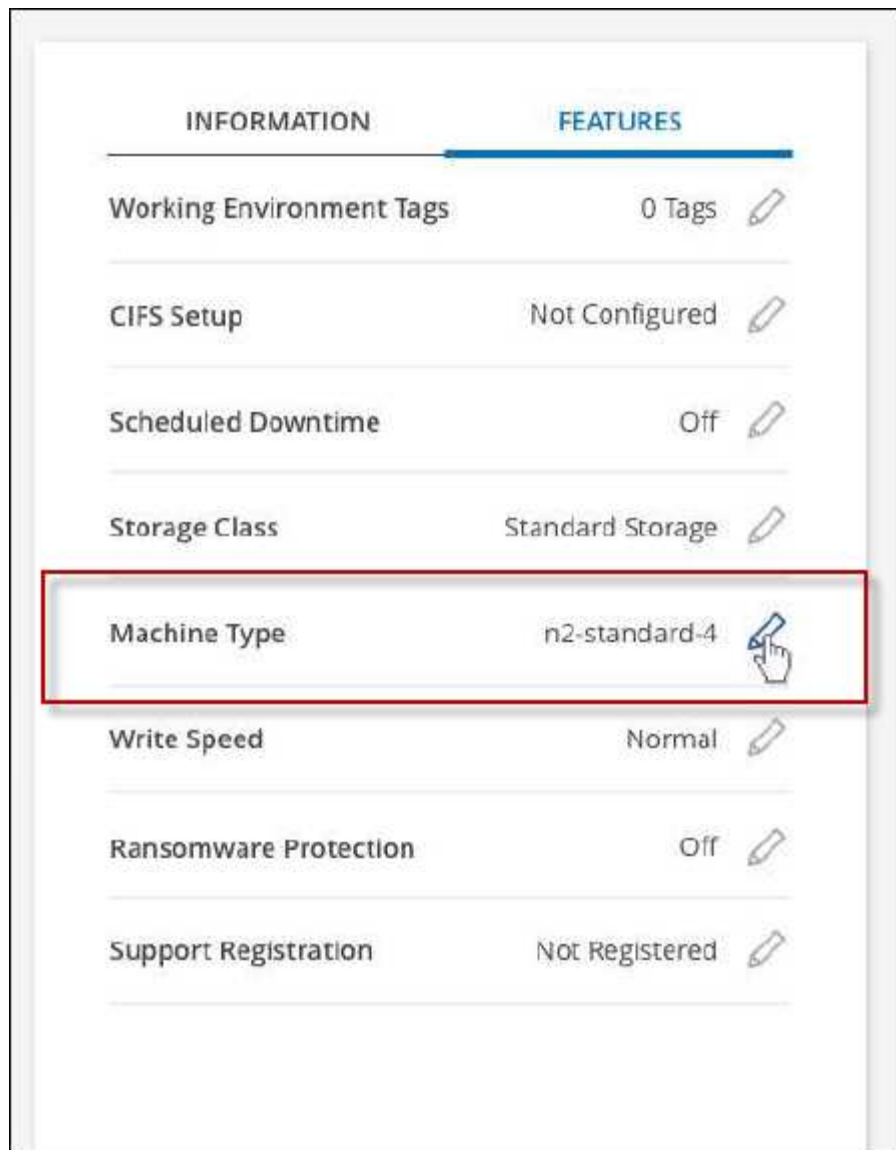 INFORMATION FEATURES
Working Environment Tags 0 Tags
CIFS Setup Not Configured
Scheduled Downtime Off
Storage Class Standard Storage
Machine Type n2-standard-4
Write Speed Normal
Ransomware Protection Off
Support Registration Not Registered